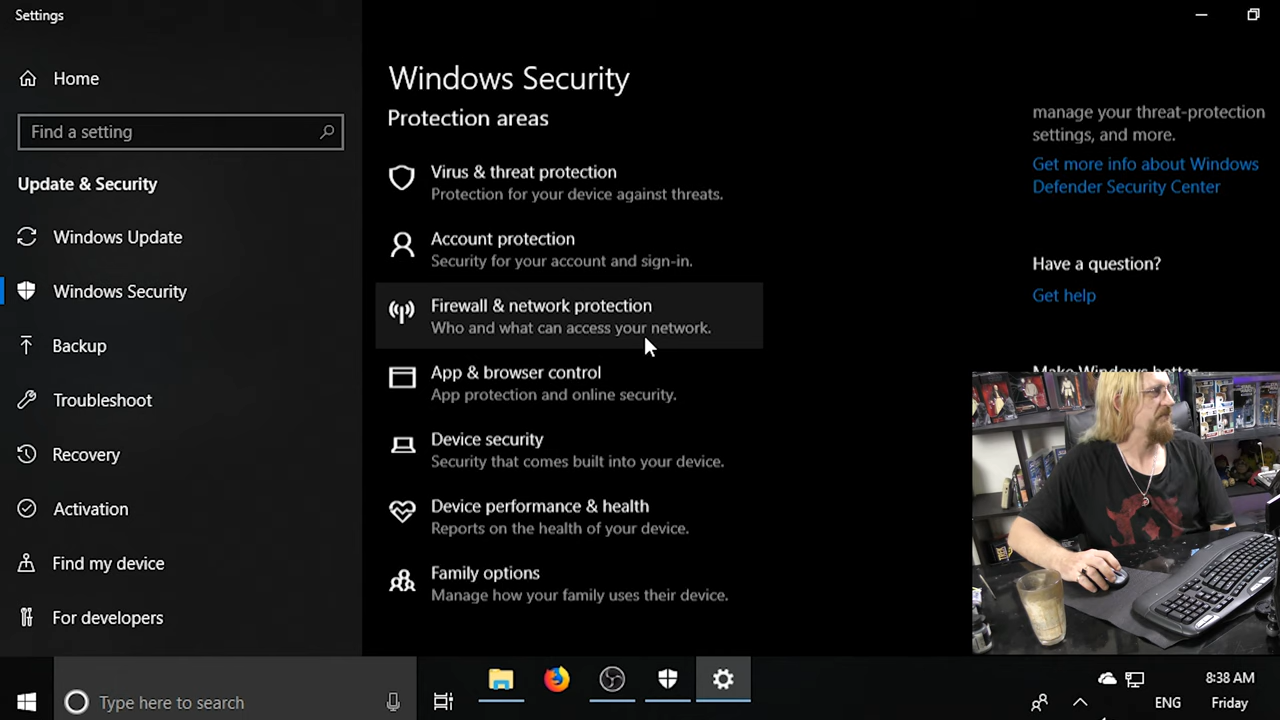 Settings
Home
Find a setting
Update & Security
Windows Update
Windows Security
Backup
Troubleshoot
Recovery
Activation
Find my device
For developers
Windows Security
Protection areas
Virus & threat protection
Protection for your device against threats.
Account protection
Security for your account and sign-in.
Firewall & network protection
Who and what can access your network.
App & browser control
App protection and online security.
Device security
Security that comes built into your device.
Device performance & health
Reports on the health of your device.
Family options
Manage how your family uses their device.
manage your threat-protection
settings, and more.
Get more info about Windows
Defender Security Center
Have a question?
Get help
Make Windows better
Type here to search
8:38 AM
ENG
Friday